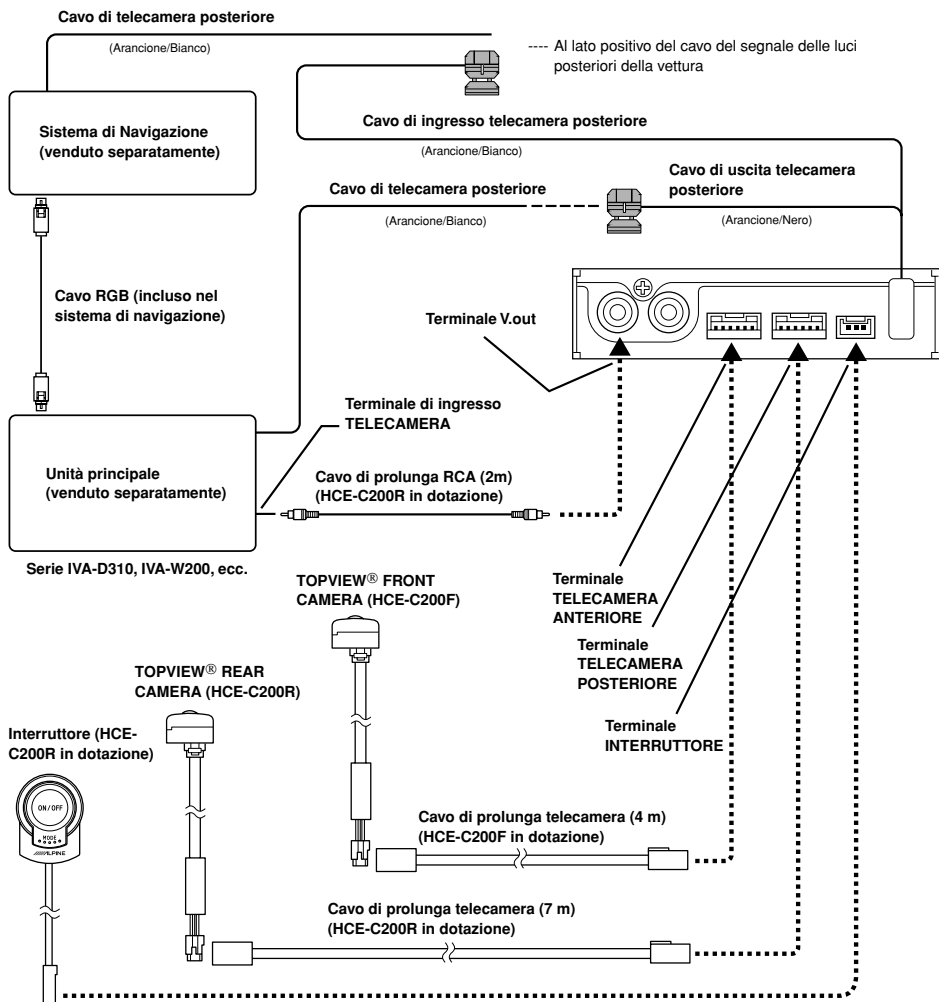 Cavo di telecamera posteriore
(Arancione/Bianco)
---- Al lato positivo del cavo del segnale delle luci
posteriori della vettura
Sistema di Navigazione
(venduto separatamente)
Cavo di ingresso telecamera posteriore
(Arancione/Bianco)
Cavo di telecamera posteriore
(Arancione/Bianco)
Cavo di uscita telecamera
posteriore
(Arancione/Nero)
Cavo RGB (incluso nel
sistema di navigazione)
Terminale V.out
Terminale di ingresso
TELECAMERA
Unità principale
(venduto separatamente)
Cavo di prolunga RCA (2m)
(HCE-C200R in dotazione)
Serie IVA-D310, IVA-W200, ecc.
TOPVIEW® FRONT
CAMERA (HCE-C200F)
Terminale
TELECAMERA
ANTERIORE
Terminale
TELECAMERA
POSTERIORE
Terminale
INTERRUTTORE
TOPVIEW® REAR
CAMERA (HCE-C200R)
Interruttore (HCE-
C200R in dotazione)
ON/OFF
MODE
ALPINE
Cavo di prolunga telecamera (4 m)
(HCE-C200F in dotazione)
Cavo di prolunga telecamera (7 m)
(HCE-C200R in dotazione)